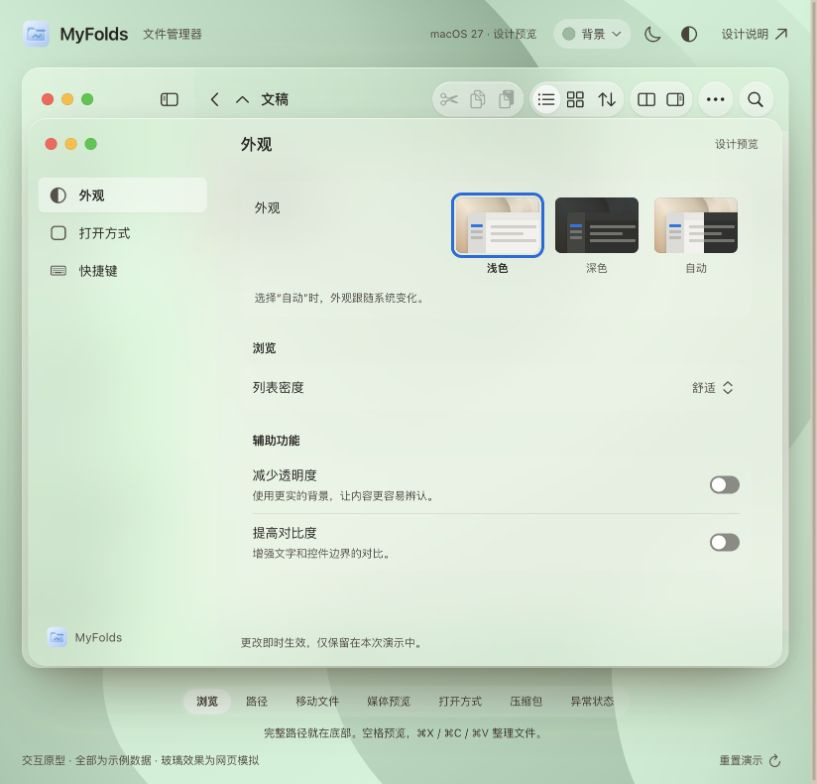 MyFolds 文件管理器 macOS 27 · 设计预览 背景 设计说明
文稿
外观 设计预览
外观
打开方式
快捷键
外观
浅色 深色 自动
选择“自动”时，外观跟随系统变化。
浏览
列表密度 舒适
辅助功能
减少透明度
使用更实的背景，让内容更容易辨认。
提高对比度
增强文字和控件边界的对比。
MyFolds
更改即时生效，仅保留在本次演示中。
浏览 路径 移动文件 媒体预览 打开方式 压缩包 异常状态
完整路径就在底部。空格预览，⌘X / ⌘C / ⌘V 整理文件。
交互原型 · 全部为示例数据 · 玻璃效果为网页模拟 重置演示